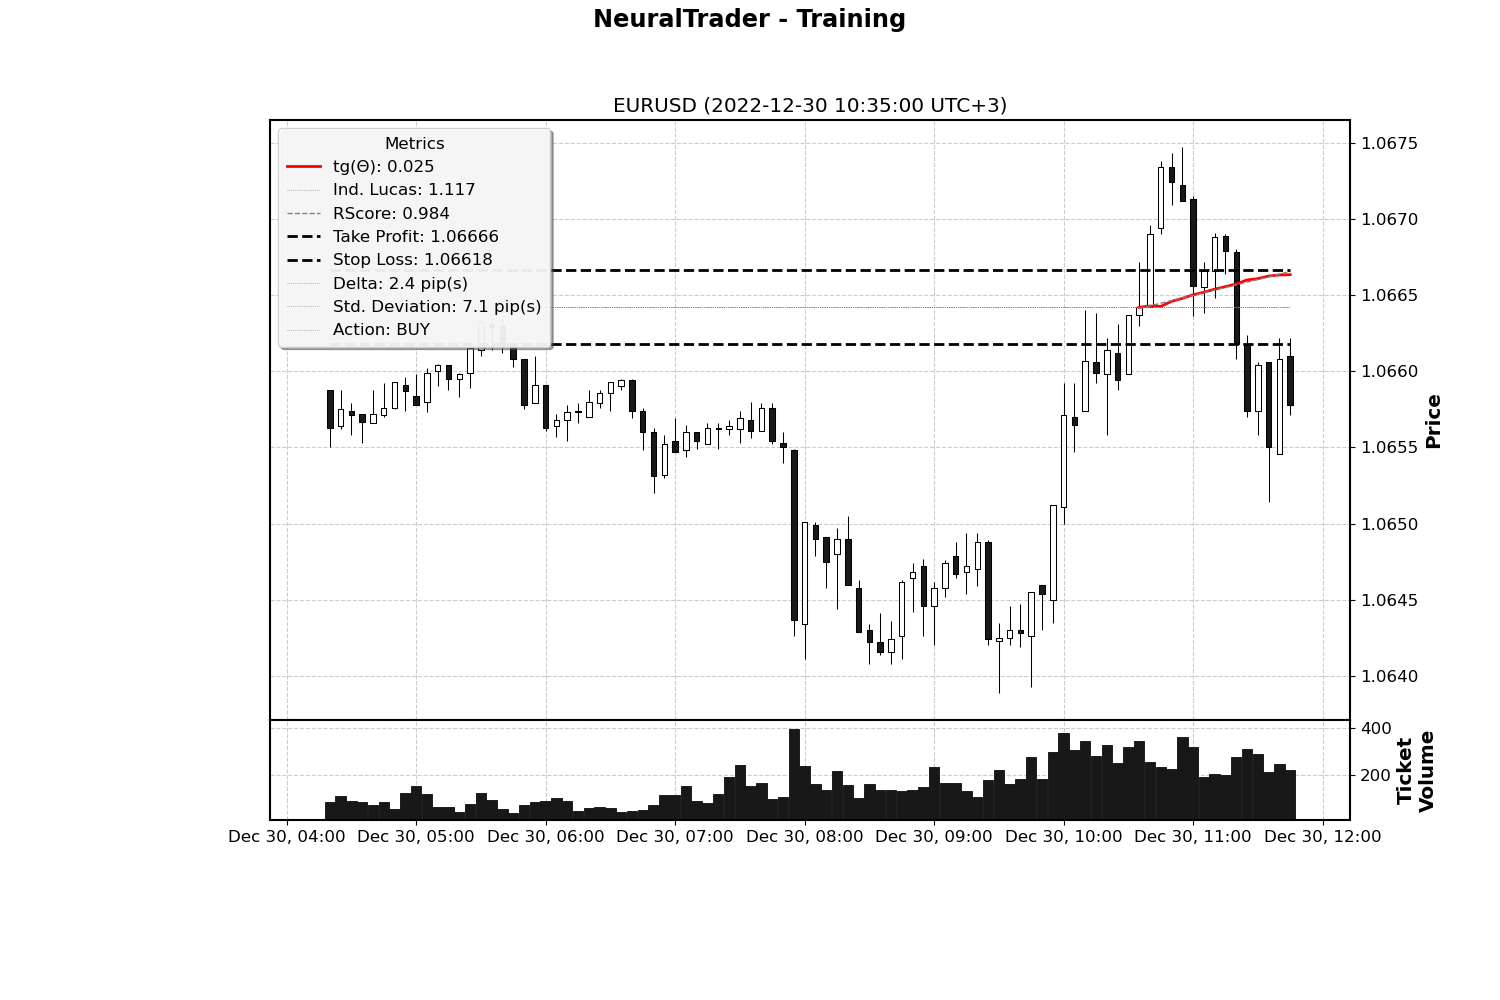 NeuralTrader - Training
EURUSD (2022-12-30 10:35:00 UTC+3)
Metrics
tg(Θ): 0.025
Ind. Lucas: 1.117
RScore: 0.984
Take Profit: 1.06666
Stop Loss: 1.06618
Delta: 2.4 pip(s)
Std. Deviation: 7.1 pip(s)
Action: BUY
1.0675
1.0670
1.0665
1.0660
1.0655
1.0650
1.0645
1.0640
Price
400
200
Ticket
Volume
Dec 30, 04:00 Dec 30, 05:00 Dec 30, 06:00 Dec 30, 07:00 Dec 30, 08:00 Dec 30, 09:00 Dec 30, 10:00 Dec 30, 11:00 Dec 30, 12:00